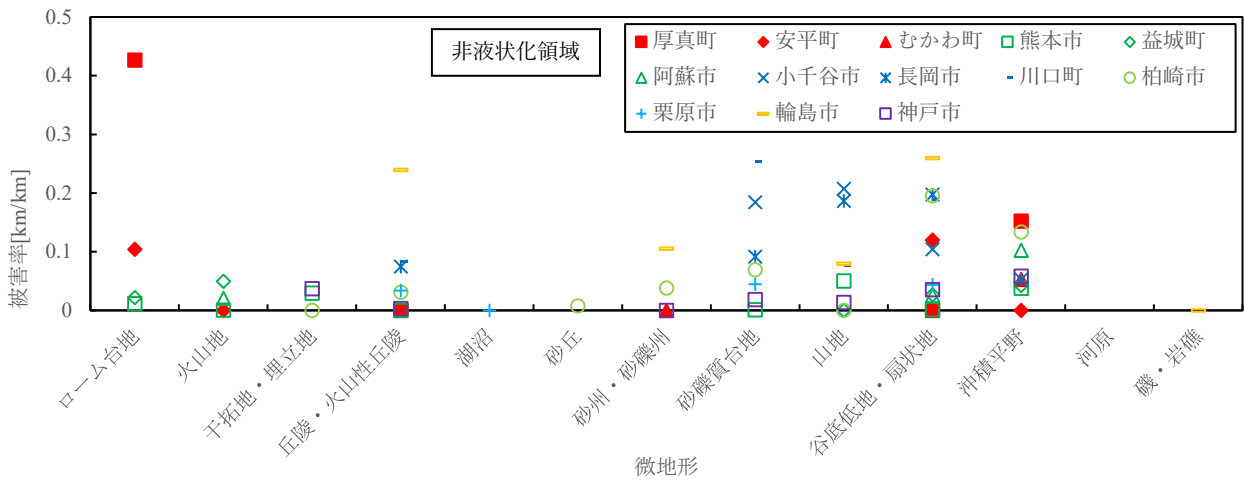 非液状化領域
厚真町 安平町 むかわ町 熊本市 益城町
阿蘇市 小千谷市 長岡市 川口町 柏崎市
栗原市 輪島市 神戸市
被害率[km/km]
0.5
0.4
0.3
0.2
0.1
0
ローム台地
火山地
干拓地・埋立地
丘陵・火山性丘陵
湖沼
砂丘
砂州・砂礫州
砂礫質台地
山地
谷底低地・扇状地
沖積平野
河原
磯・岩礁
微地形